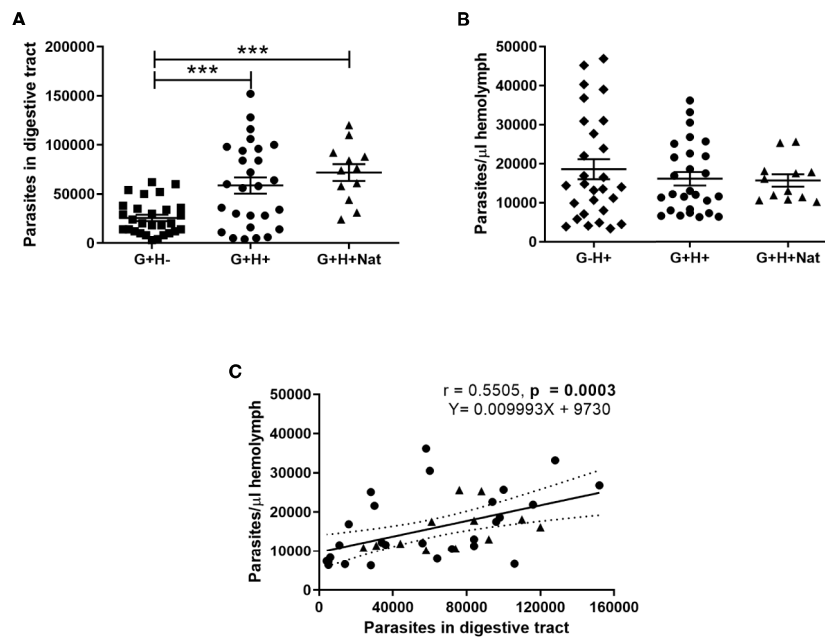 A
Parasites in digestive tract
200000
150000
100000
50000
0
***
***
G+H-
G+H+
G+H+Nat
B
Parasites/µl hemolymph
50000
40000
30000
20000
10000
0
G-H+
G+H+
G+H+Nat
C
Parasites/µl hemolymph
50000
40000
30000
20000
10000
0
r = 0.5505, p = 0.0003
Y= 0.009993X + 9730
0 40000 80000 120000 160000
Parasites in digestive tract